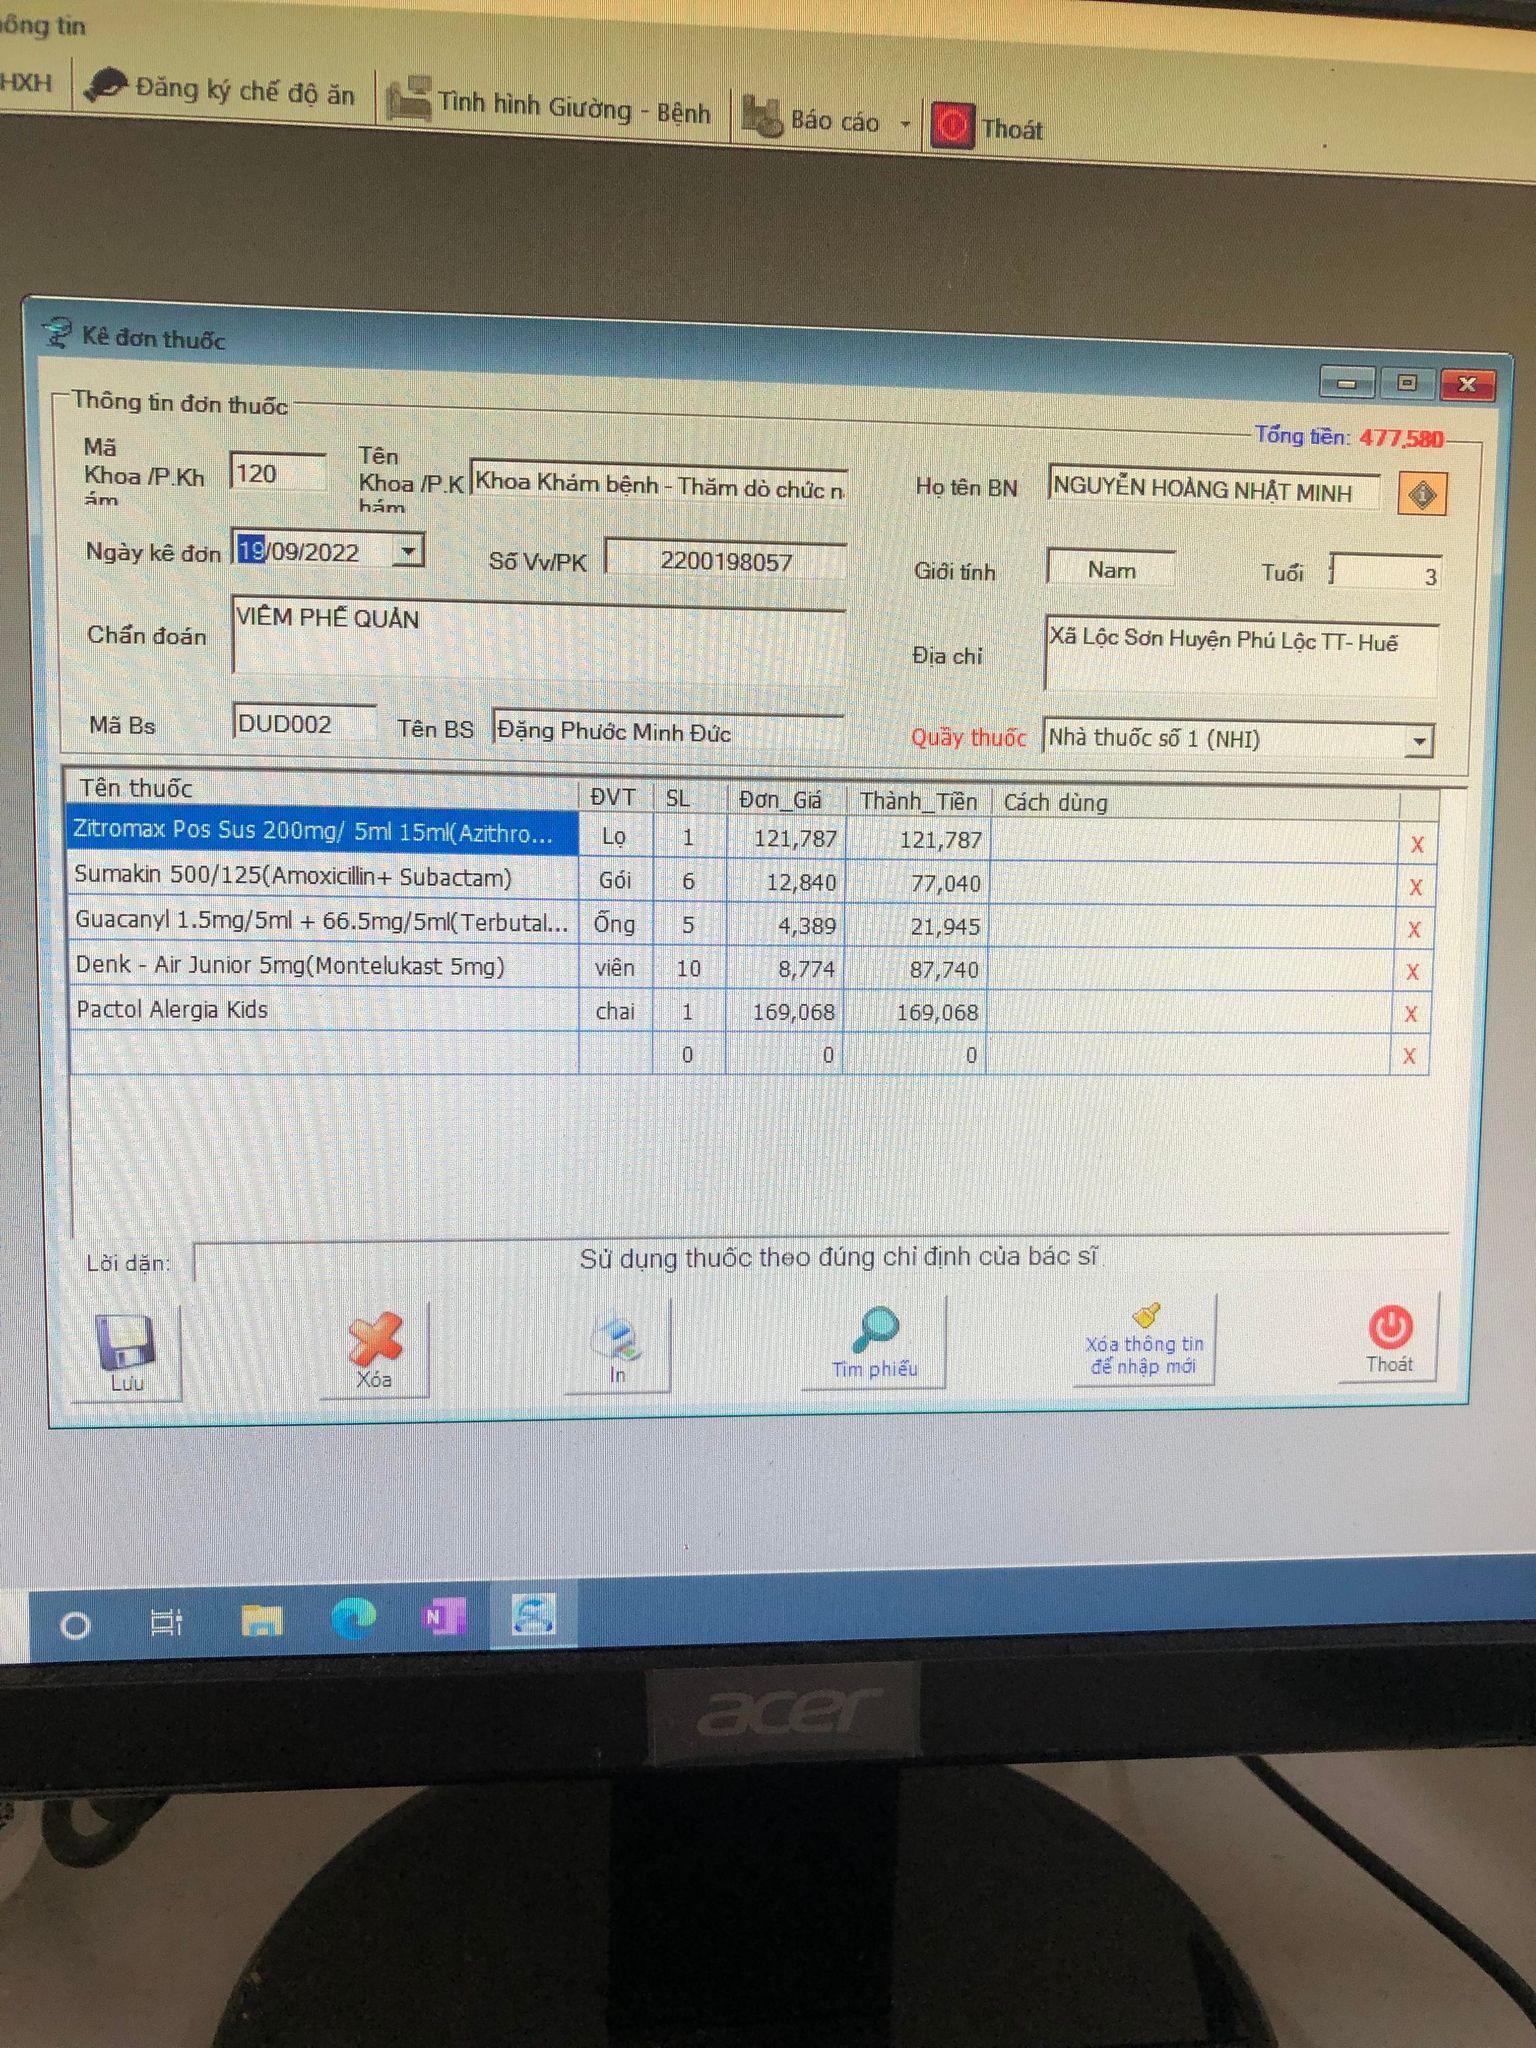 tin
HXH Đăng ký chế độ ăn Tình hình Giường - Bệnh Báo cáo Thoát
Kê đơn thuốc
Thông tin đơn thuốc
Tổng tiền: 477,580
Mã Khoa /P.Khám 120 Tên Khoa /P.Khám Khoa Khám bệnh - Thăm dò chức n Họ tên BN NGUYỄN HOÀNG NHẬT MINH
Ngày kê đơn 19/09/2022 Số Vv/PK 2200198057 Giới tính Nam Tuổi 3
Chẩn đoán VIÊM PHẾ QUẢN Địa chỉ Xã Lộc Sơn Huyện Phú Lộc TT- Huế
Mã Bs DUD002 Tên BS Đặng Phước Minh Đức Quầy thuốc Nhà thuốc số 1 (NHI)
Tên thuốc ĐVT SL Đơn_Giá Thành_Tiền Cách dùng
Zitromax Pos Sus 200mg/ 5ml 15ml(Azithro... Lọ 1 121,787 121,787 X
Sumakin 500/125(Amoxicillin+ Subactam) Gói 6 12,840 77,040 X
Guacanyl 1.5mg/5ml + 66.5mg/5ml(Terbutal... Ống 5 4,389 21,945 X
Denk - Air Junior 5mg(Montelukast 5mg) viên 10 8,774 87,740 X
Pactol Alergia Kids chai 1 169,068 169,068 X
0 0 0 X
Lời dặn: Sử dụng thuốc theo đúng chỉ định của bác sĩ.
Lưu Xóa In Tìm phiếu Xóa thông tin để nhập mới Thoát
N
acer